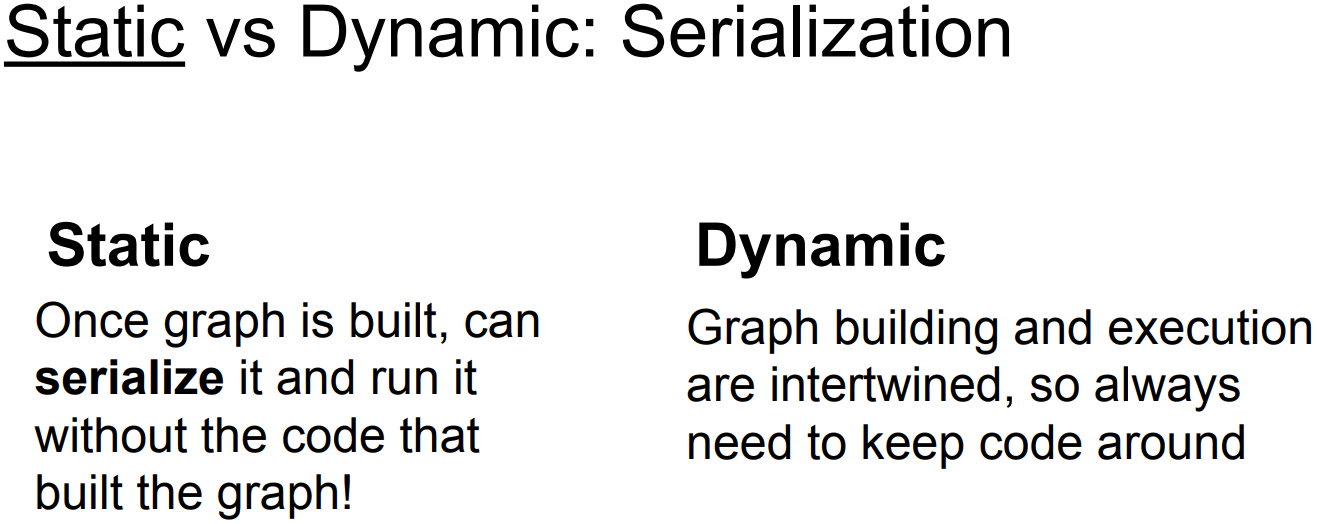 Static vs Dynamic: Serialization
Static
Once graph is built, can
serialize it and run it
without the code that
built the graph!
Dynamic
Graph building and execution
are intertwined, so always
need to keep code around